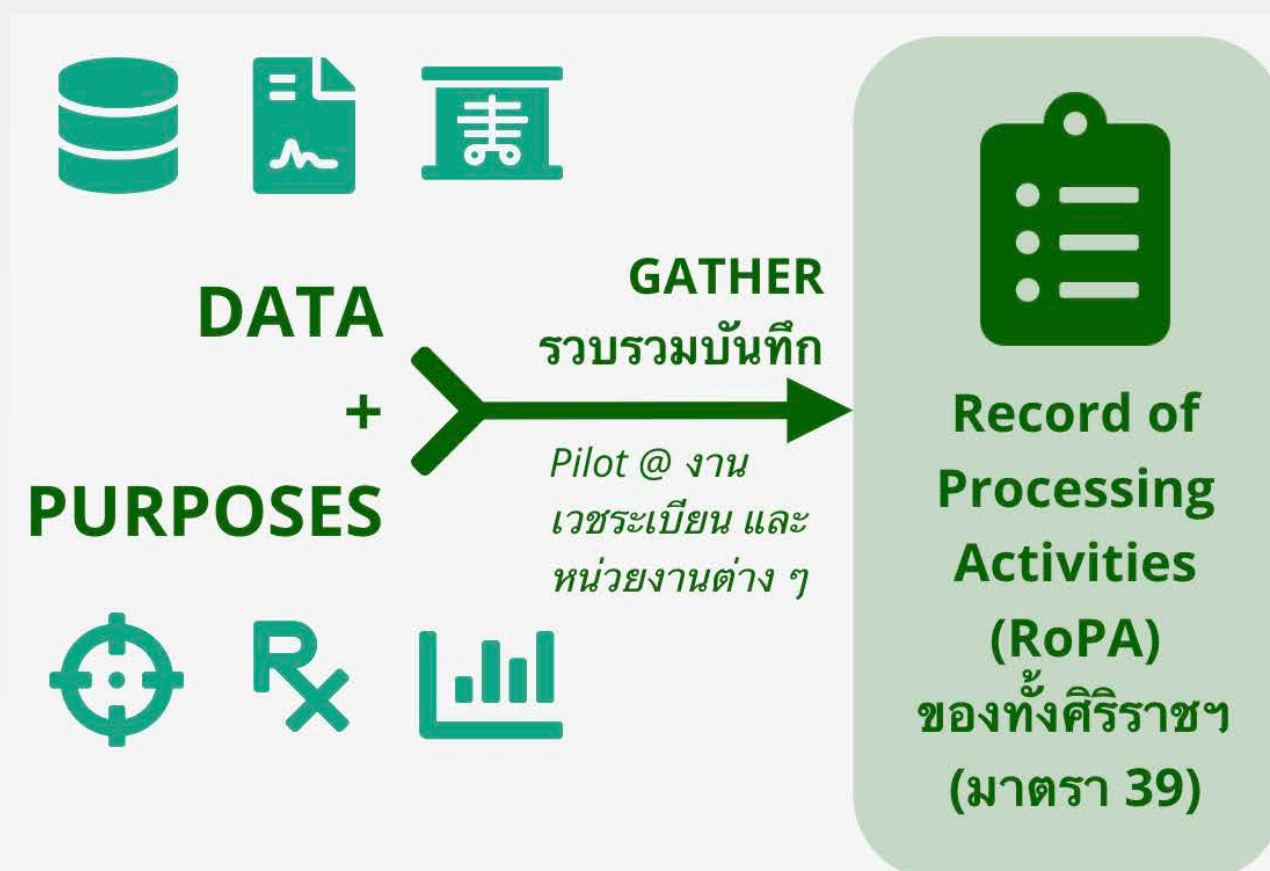 DATA
+
PURPOSES
GATHER
รวบรวมบันทึก
Pilot @ งาน
เวชระเบียน และ
หน่วยงานต่าง ๆ
Record of
Processing
Activities
(RoPA)
ของทั้งศิริราชฯ
(มาตรา 39)